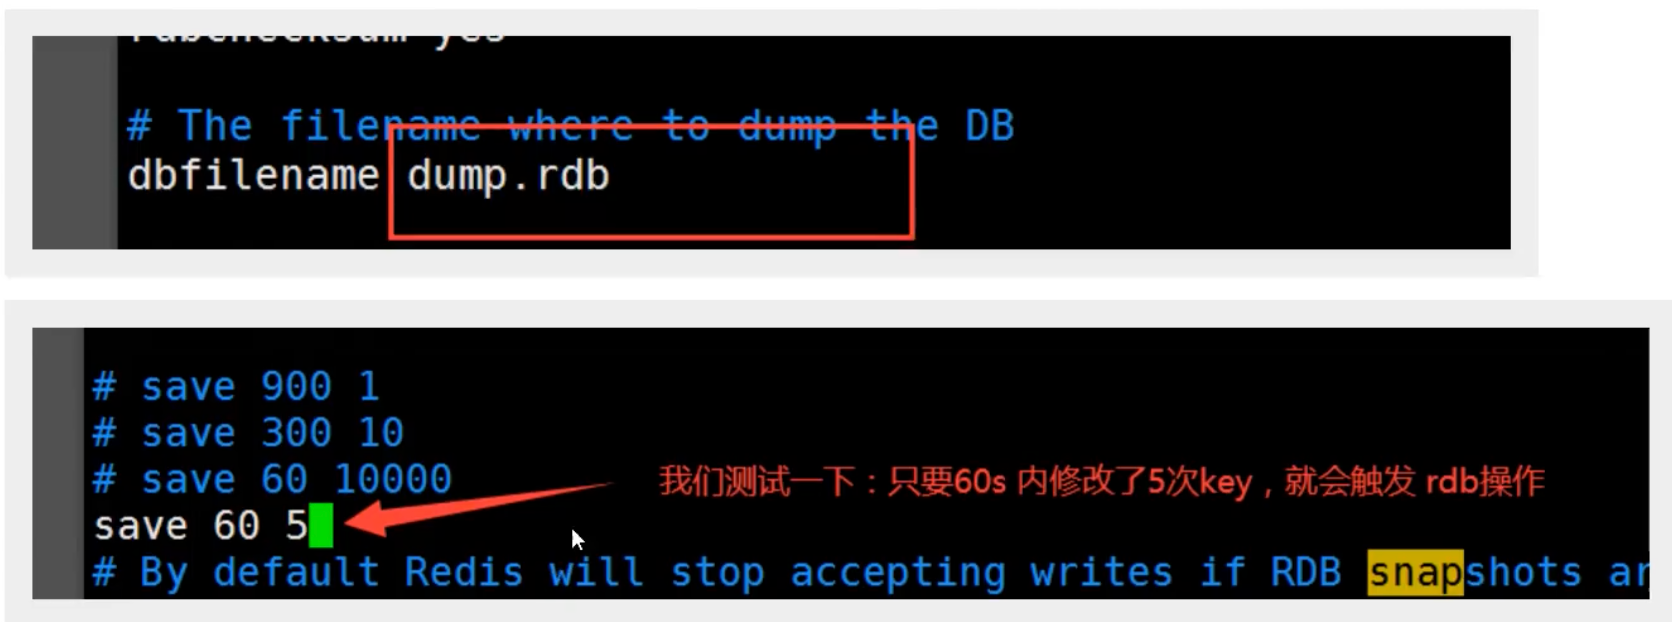 rdbchecksum yes
# The filename where to dump the DB
dbfilename dump.rdb
# save 900 1
# save 300 10
# save 60 10000
我们测试一下：只要60s 内修改了5次key，就会触发 rdb操作
save 60 5
# By default Redis will stop accepting writes if RDB snapshots ar